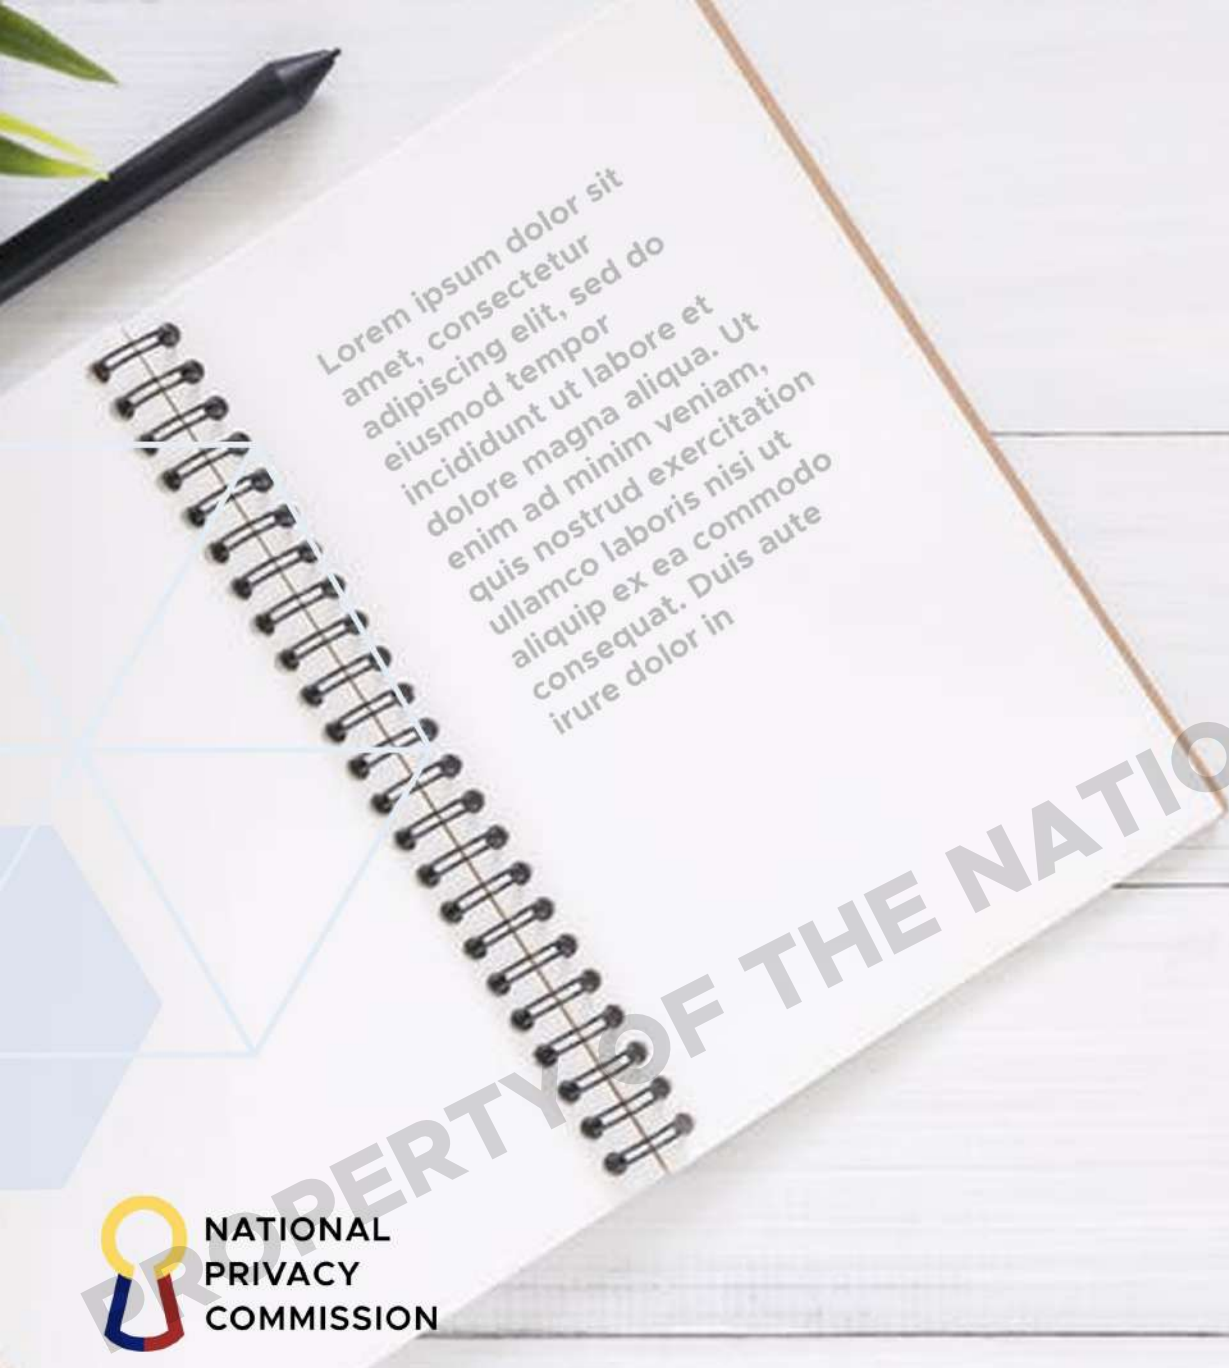 Lorem ipsum dolor sit
amet, consectetur
adipiscing elit, sed do
eiusmod tempor
incididunt ut labore et
dolore magna aliqua. Ut
enim ad minim veniam,
quis nostrud exercitation
ullamco laboris nisi ut
aliquip ex ea commodo
consequat. Duis aute
irure dolor in
PROPERTY OF THE NATIO
NATIONAL
PRIVACY
COMMISSION